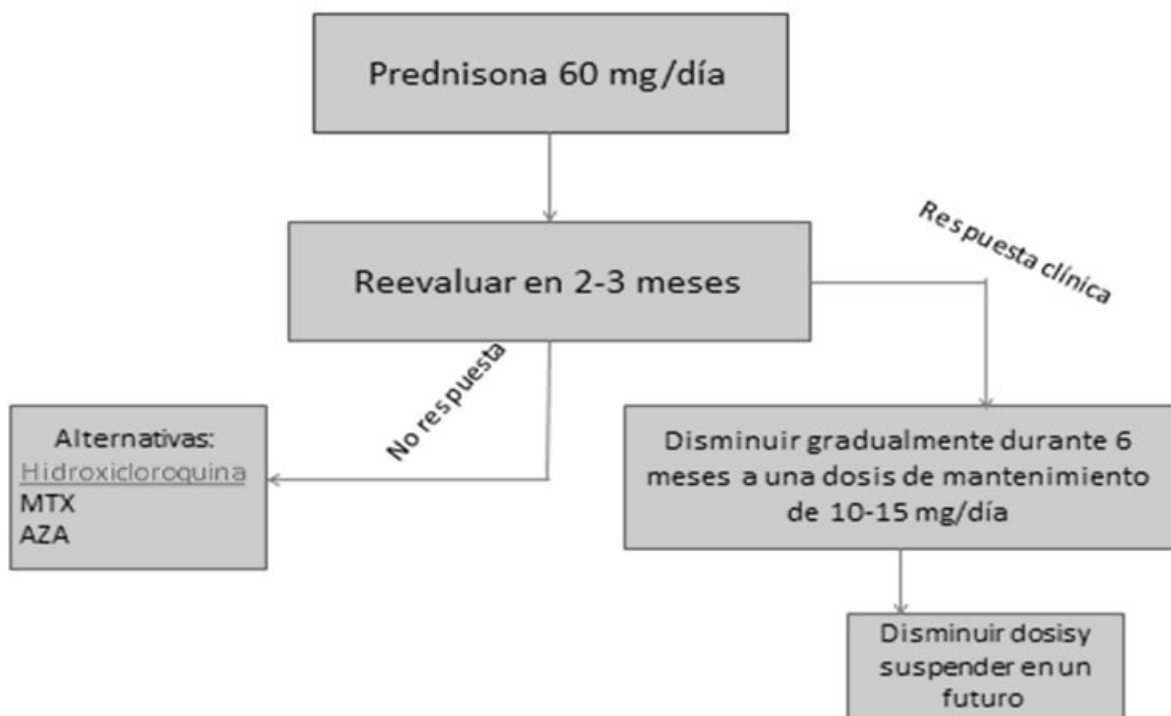 Prednisona 60 mg/día
Reevaluar en 2-3 meses
Respuesta clínica
No respuesta
Alternativas:
Hidroxicloroquina
MTX
AZA
Disminuir gradualmente durante 6
meses a una dosis de mantenimiento
de 10-15 mg/día
Disminuir dosisy
suspender en un
futuro